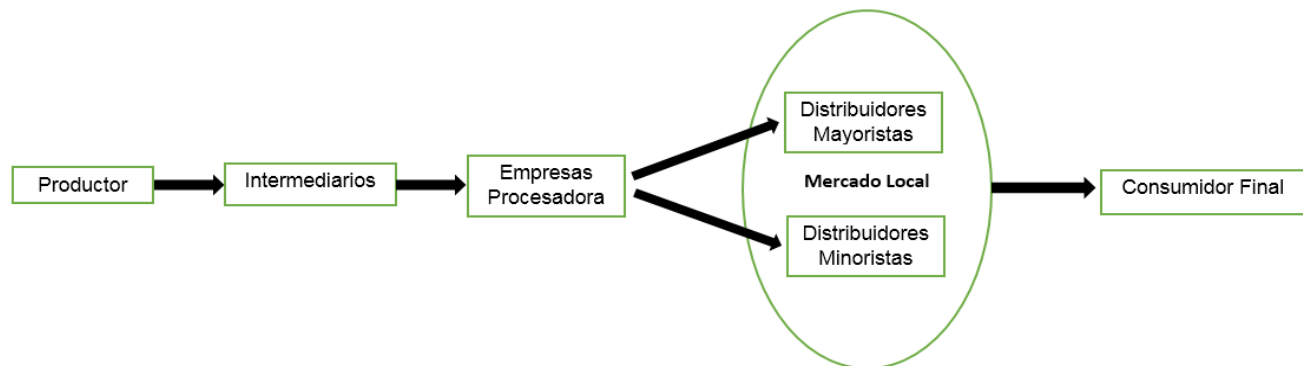 Productor
Intermediarios
Empresas
Procesadora
Distribuidores
Mayoristas
Mercado Local
Distribuidores
Minoristas
Consumidor Final